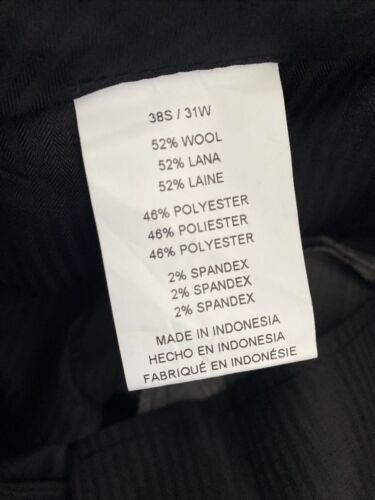 38S / 31W
52% WOOL
52% LANA
52% LAINE
46% POLYESTER
46% POLIESTER
46% POLYESTER
2% SPANDEX
2% SPANDEX
2% SPANDEX
MADE IN INDONESIA
HECHO EN INDONESIA
FABRIQUÉ EN INDONÉSIE